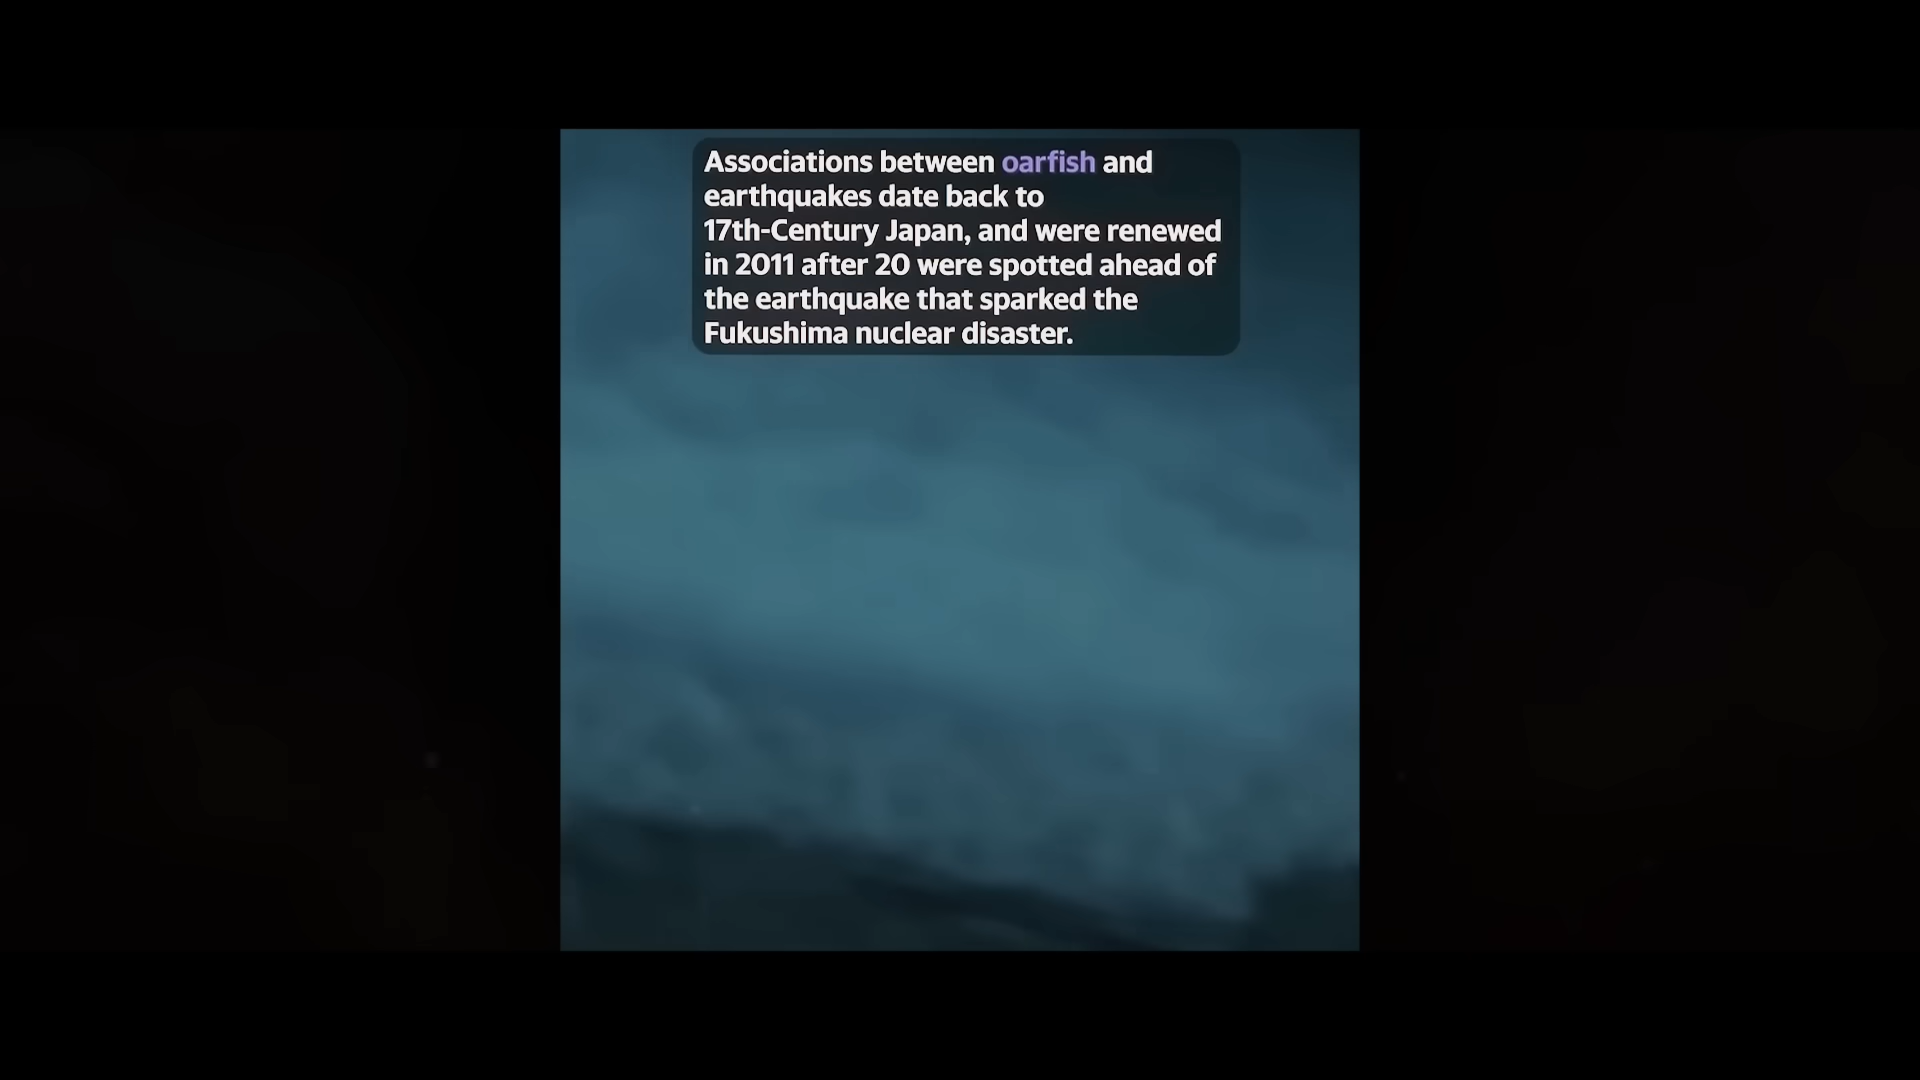 Associations between oarfish and
earthquakes date back to
17th-Century Japan, and were renewed
in 2011 after 20 were spotted ahead of
the earthquake that sparked the
Fukushima nuclear disaster.